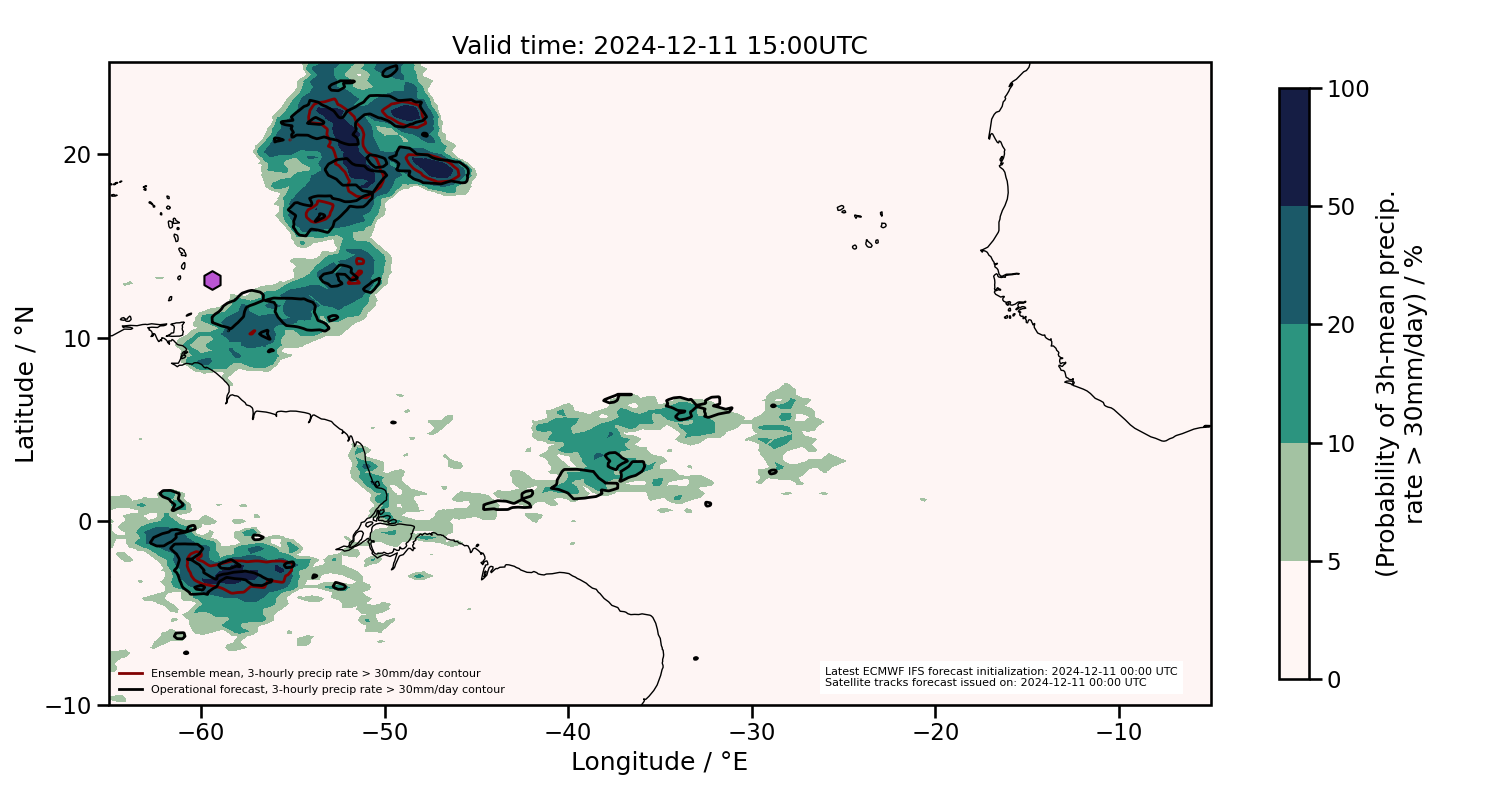 Valid time: 2024-12-11 15:00UTC
Latitude / °N
20
10
0
−10
Ensemble mean, 3-hourly precip rate > 30mm/day contour
Operational forecast, 3-hourly precip rate > 30mm/day contour
Latest ECMWF IFS forecast initialization: 2024-12-11 00:00 UTC
Satellite tracks forecast issued on: 2024-12-11 00:00 UTC
−60
−50
−40
−30
−20
−10
Longitude / °E
100
50
20
10
5
0
(Probability of 3h-mean precip.
rate > 30mm/day) / %